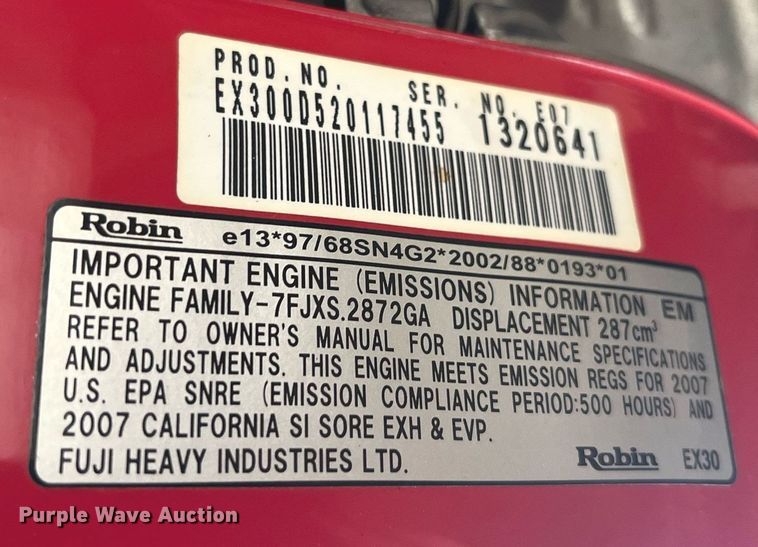 PROD. NO. SER. NO. E07
EX300D520117455 1320641
Robin e13*97/68SN4G2*2002/88*0193*01
IMPORTANT ENGINE (EMISSIONS) INFORMATION EM
ENGINE FAMILY-7FJXS.2872GA DISPLACEMENT 287cm³
REFER TO OWNER'S MANUAL FOR MAINTENANCE SPECIFICATIONS
AND ADJUSTMENTS. THIS ENGINE MEETS EMISSION REGS FOR 2007
U.S. EPA SNRE (EMISSION COMPLIANCE PERIOD:500 HOURS) AND
2007 CALIFORNIA SI SORE EXH & EVP.
FUJI HEAVY INDUSTRIES LTD. Robin EX30
Purple Wave Auction